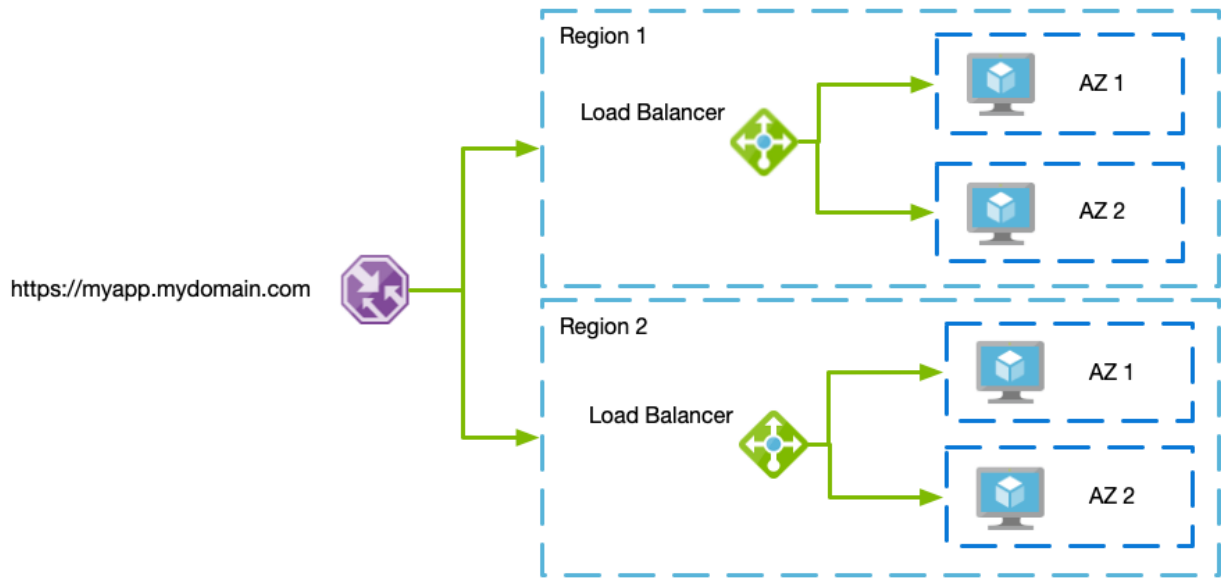 Region 1
Load Balancer
AZ 1
AZ 2
https://myapp.mydomain.com
Region 2
Load Balancer
AZ 1
AZ 2